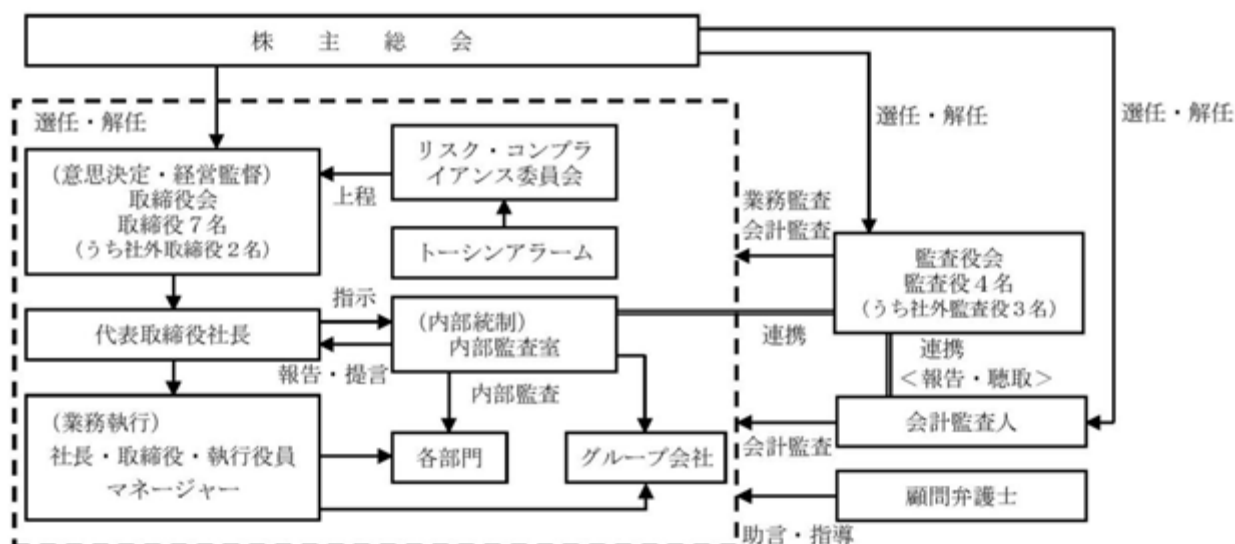 株主総会
選任・解任
選任・解任
選任・解任
(意思決定・経営監督)
取締役会
取締役7名
(うち社外取締役2名)
リスク・コンプラ
イアンス委員会
上程
トーシンアラーム
業務監査
会計監査
監査役会
監査役4名
(うち社外監査役3名)
代表取締役社長
指示
報告・提言
(内部統制)
内部監査室
連携
連携
<報告・聴取>
内部監査
(業務執行)
社長・取締役・執行役員
マネージャー
各部門
グループ会社
会計監査
会計監査人
顧問弁護士
助言・指導